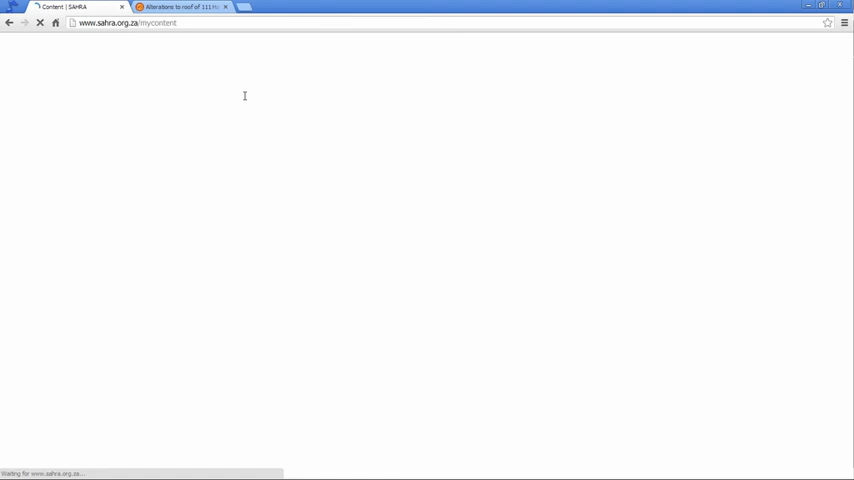 Content | SAHRA
Alterations to roof of 111
www.sahra.org.za/mycontent
Waiting for www.sahra.org.za...